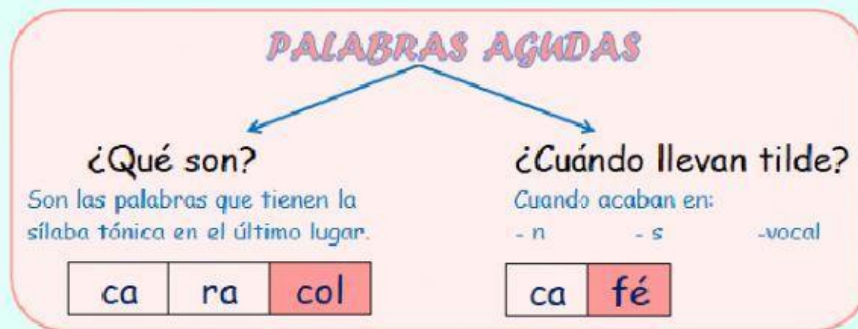 PALABRAS AGUDAS
¿Qué son?
Son las palabras que tienen la
sílaba tónica en el último lugar.
ca ra col
¿Cuándo llevan tilde?
Cuando acaban en:
- n - s -vocal
ca fé